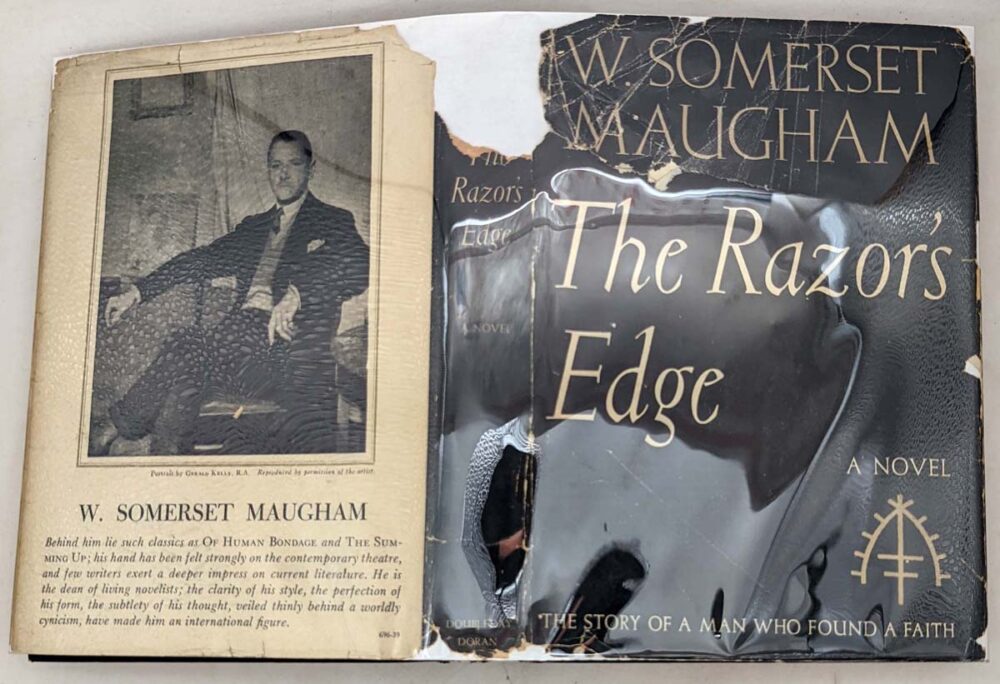 Portrait by GERALD KELLY, R.A. Reproduced by permission of the artist.
W. SOMERSET MAUGHAM
Behind him lie such classics as OF HUMAN BONDAGE and THE SUM-
MING UP; his hand has been felt strongly on the contemporary theatre,
and few writers exert a deeper impress on current literature. He is
the dean of living novelists; the clarity of his style, the perfection of
his form, the subtlety of his thought, veiled thinly behind a worldly
cynicism, have made him an international figure.
696-39
Razor's
Edge
A NOVEL
DOUBLEDAY
DORAN
W. SOMERSET
MAUGHAM
The Razor's
Edge
A NOVEL
THE STORY OF A MAN WHO FOUND A FAITH